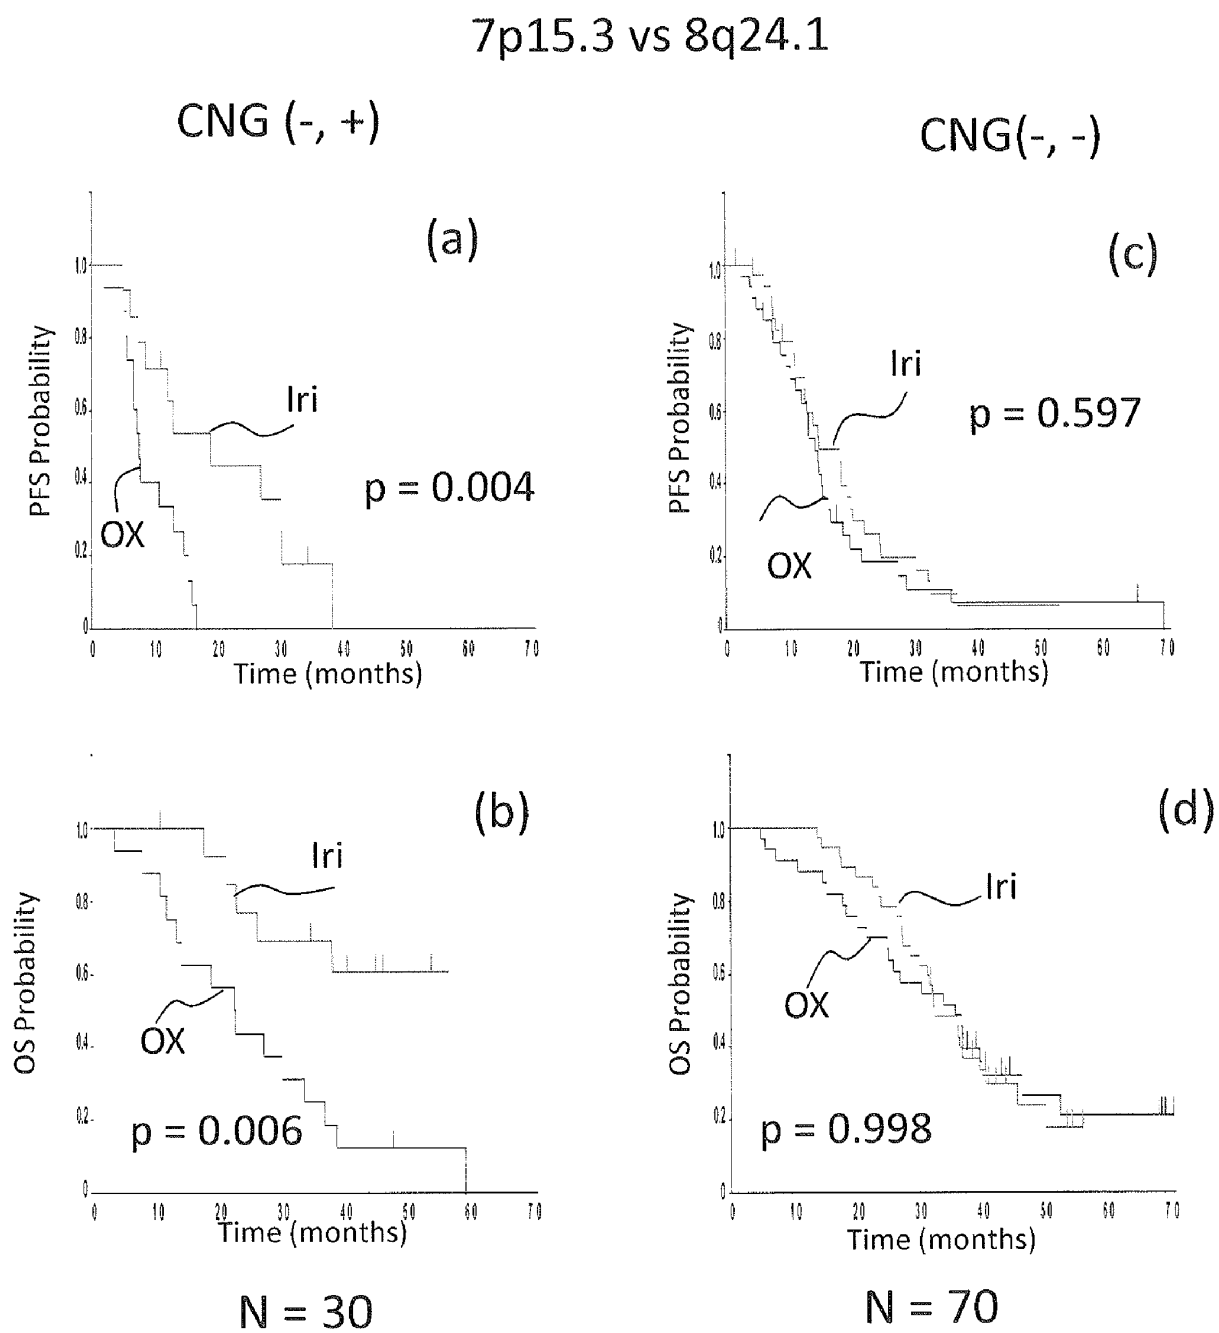 7p15.3 vs 8q24.1
CNG (-, +)
CNG(-, -)
(a)
PFS Probability
1.0
0.8
0.6
0.4
0.2
0
Iri
OX
p = 0.004
0 10 20 30 40 50 60 70
Time (months)
(c)
PFS Probability
1.0
0.8
0.6
0.4
0.2
0
Iri
OX
p = 0.597
0 10 20 30 40 50 60 70
Time (months)
(b)
OS Probability
1.0
0.8
0.6
0.4
0.2
0
Iri
OX
p = 0.006
0 10 20 30 40 50 60 70
Time (months)
N = 30
(d)
OS Probability
1.0
0.8
0.6
0.4
0.2
0
Iri
OX
p = 0.998
0 10 20 30 40 50 60 70
Time (months)
N = 70